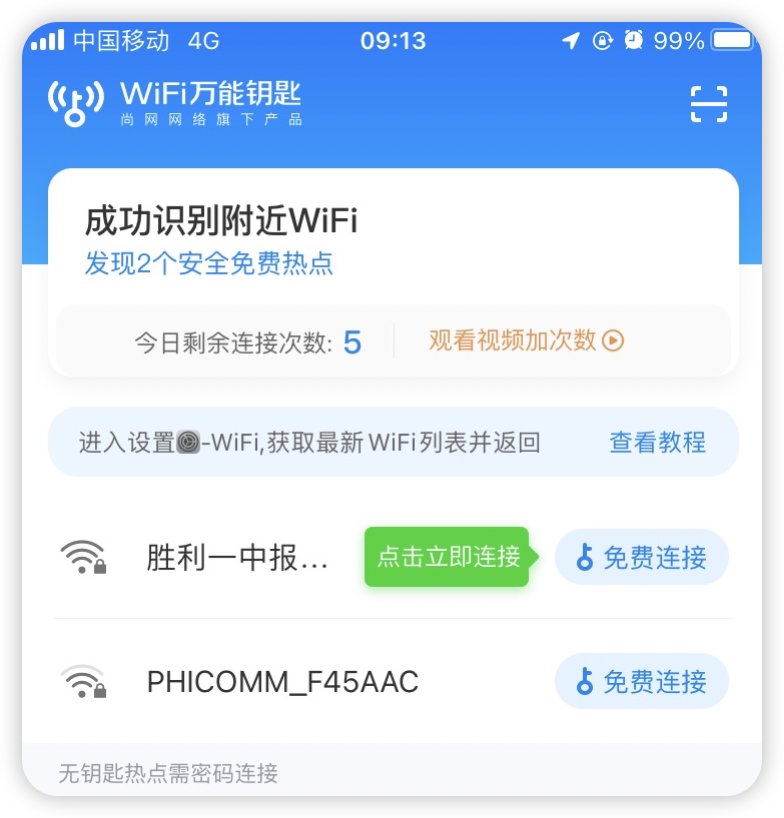 中国移动 4G 09:13 99%
WiFi万能钥匙
尚网网络旗下产品
成功识别附近WiFi
发现2个安全免费热点
今日剩余连接次数: 5 观看视频加次数
进入设置-WiFi,获取最新WiFi列表并返回 查看教程
胜利一中报... 点击立即连接 免费连接
PHICOMM_F45AAC 免费连接
无钥匙热点需密码连接